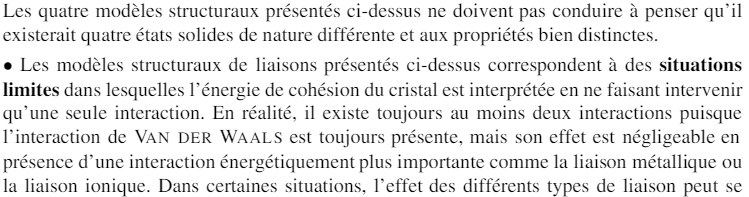 Les quatre modèles structuraux présentés ci-dessus ne doivent pas conduire à penser qu'il
existerait quatre états solides de nature différente et aux propriétés bien distinctes.
• Les modèles structuraux de liaisons présentés ci-dessus correspondent à des situations
limites dans lesquelles l'énergie de cohésion du cristal est interprétée en ne faisant intervenir
qu'une seule interaction. En réalité, il existe toujours au moins deux interactions puisque
l'interaction de VAN DER WAALS est toujours présente, mais son effet est négligeable en
présence d'une interaction énergétiquement plus importante comme la liaison métallique ou
la liaison ionique. Dans certaines situations, l'effet des différents types de liaison peut se